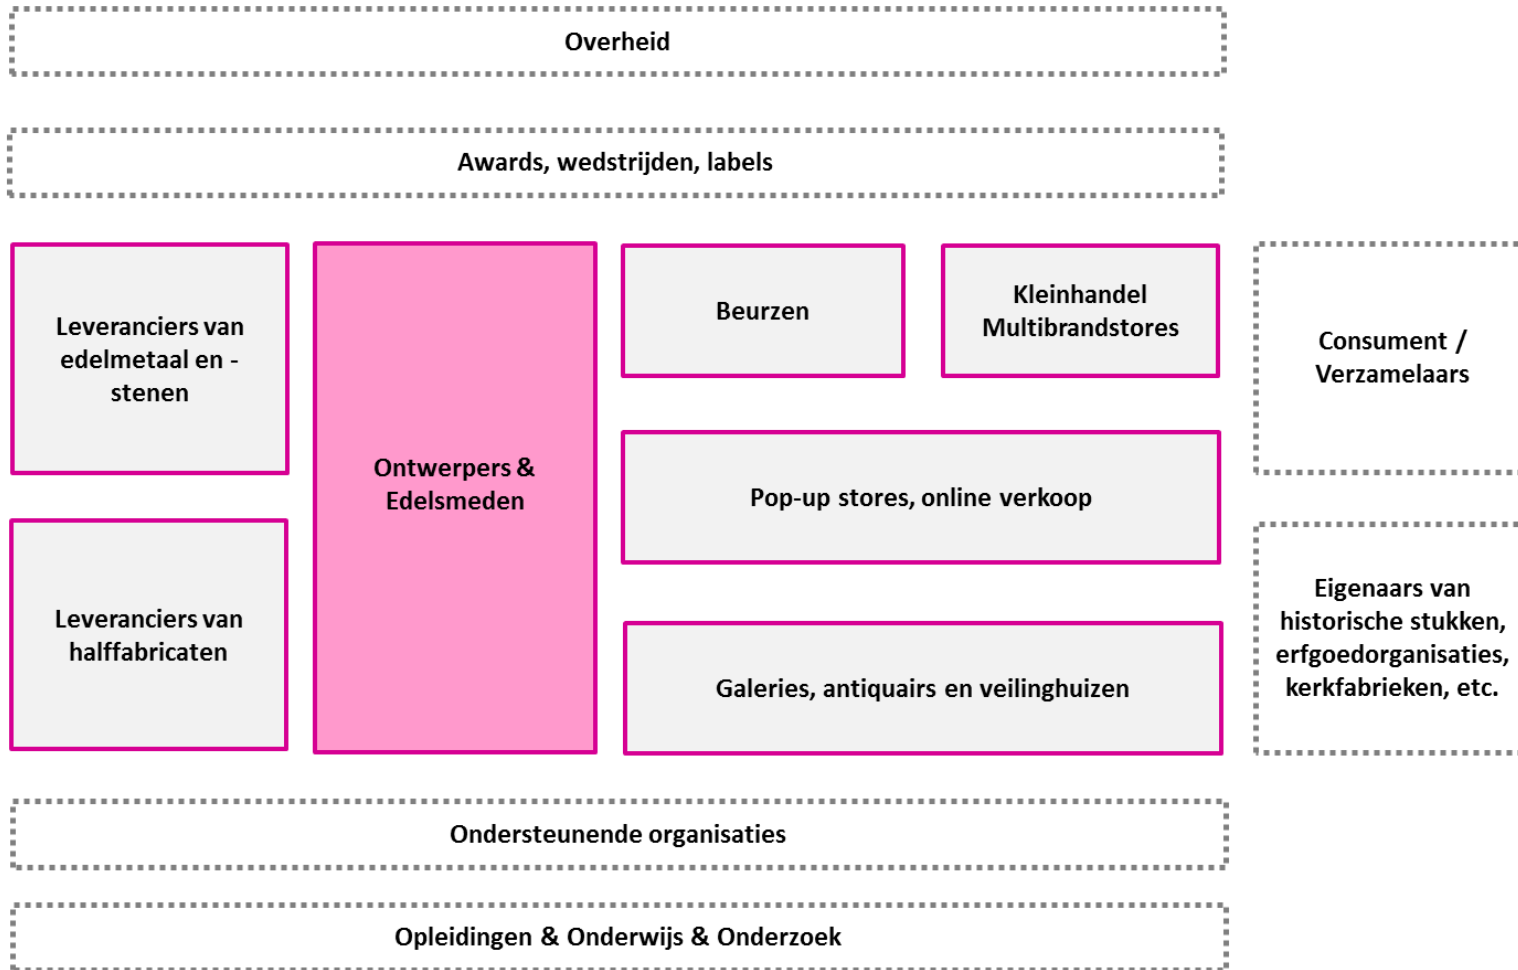 Overheid
Awards, wedstrijden, labels
Leveranciers van
edelmetaal en -
stenen
Leveranciers van
halffabricaten
Ontwerpers &
Edelsmeden
Beurzen
Kleinhandel
Multibrandstores
Pop-up stores, online verkoop
Galeries, antiquairs en veilinghuizen
Consument /
Verzamelaars
Eigenaars van
historische stukken,
erfgoedorganisaties,
kerkfabrieken, etc.
Ondersteunende organisaties
Opleidingen & Onderwijs & Onderzoek